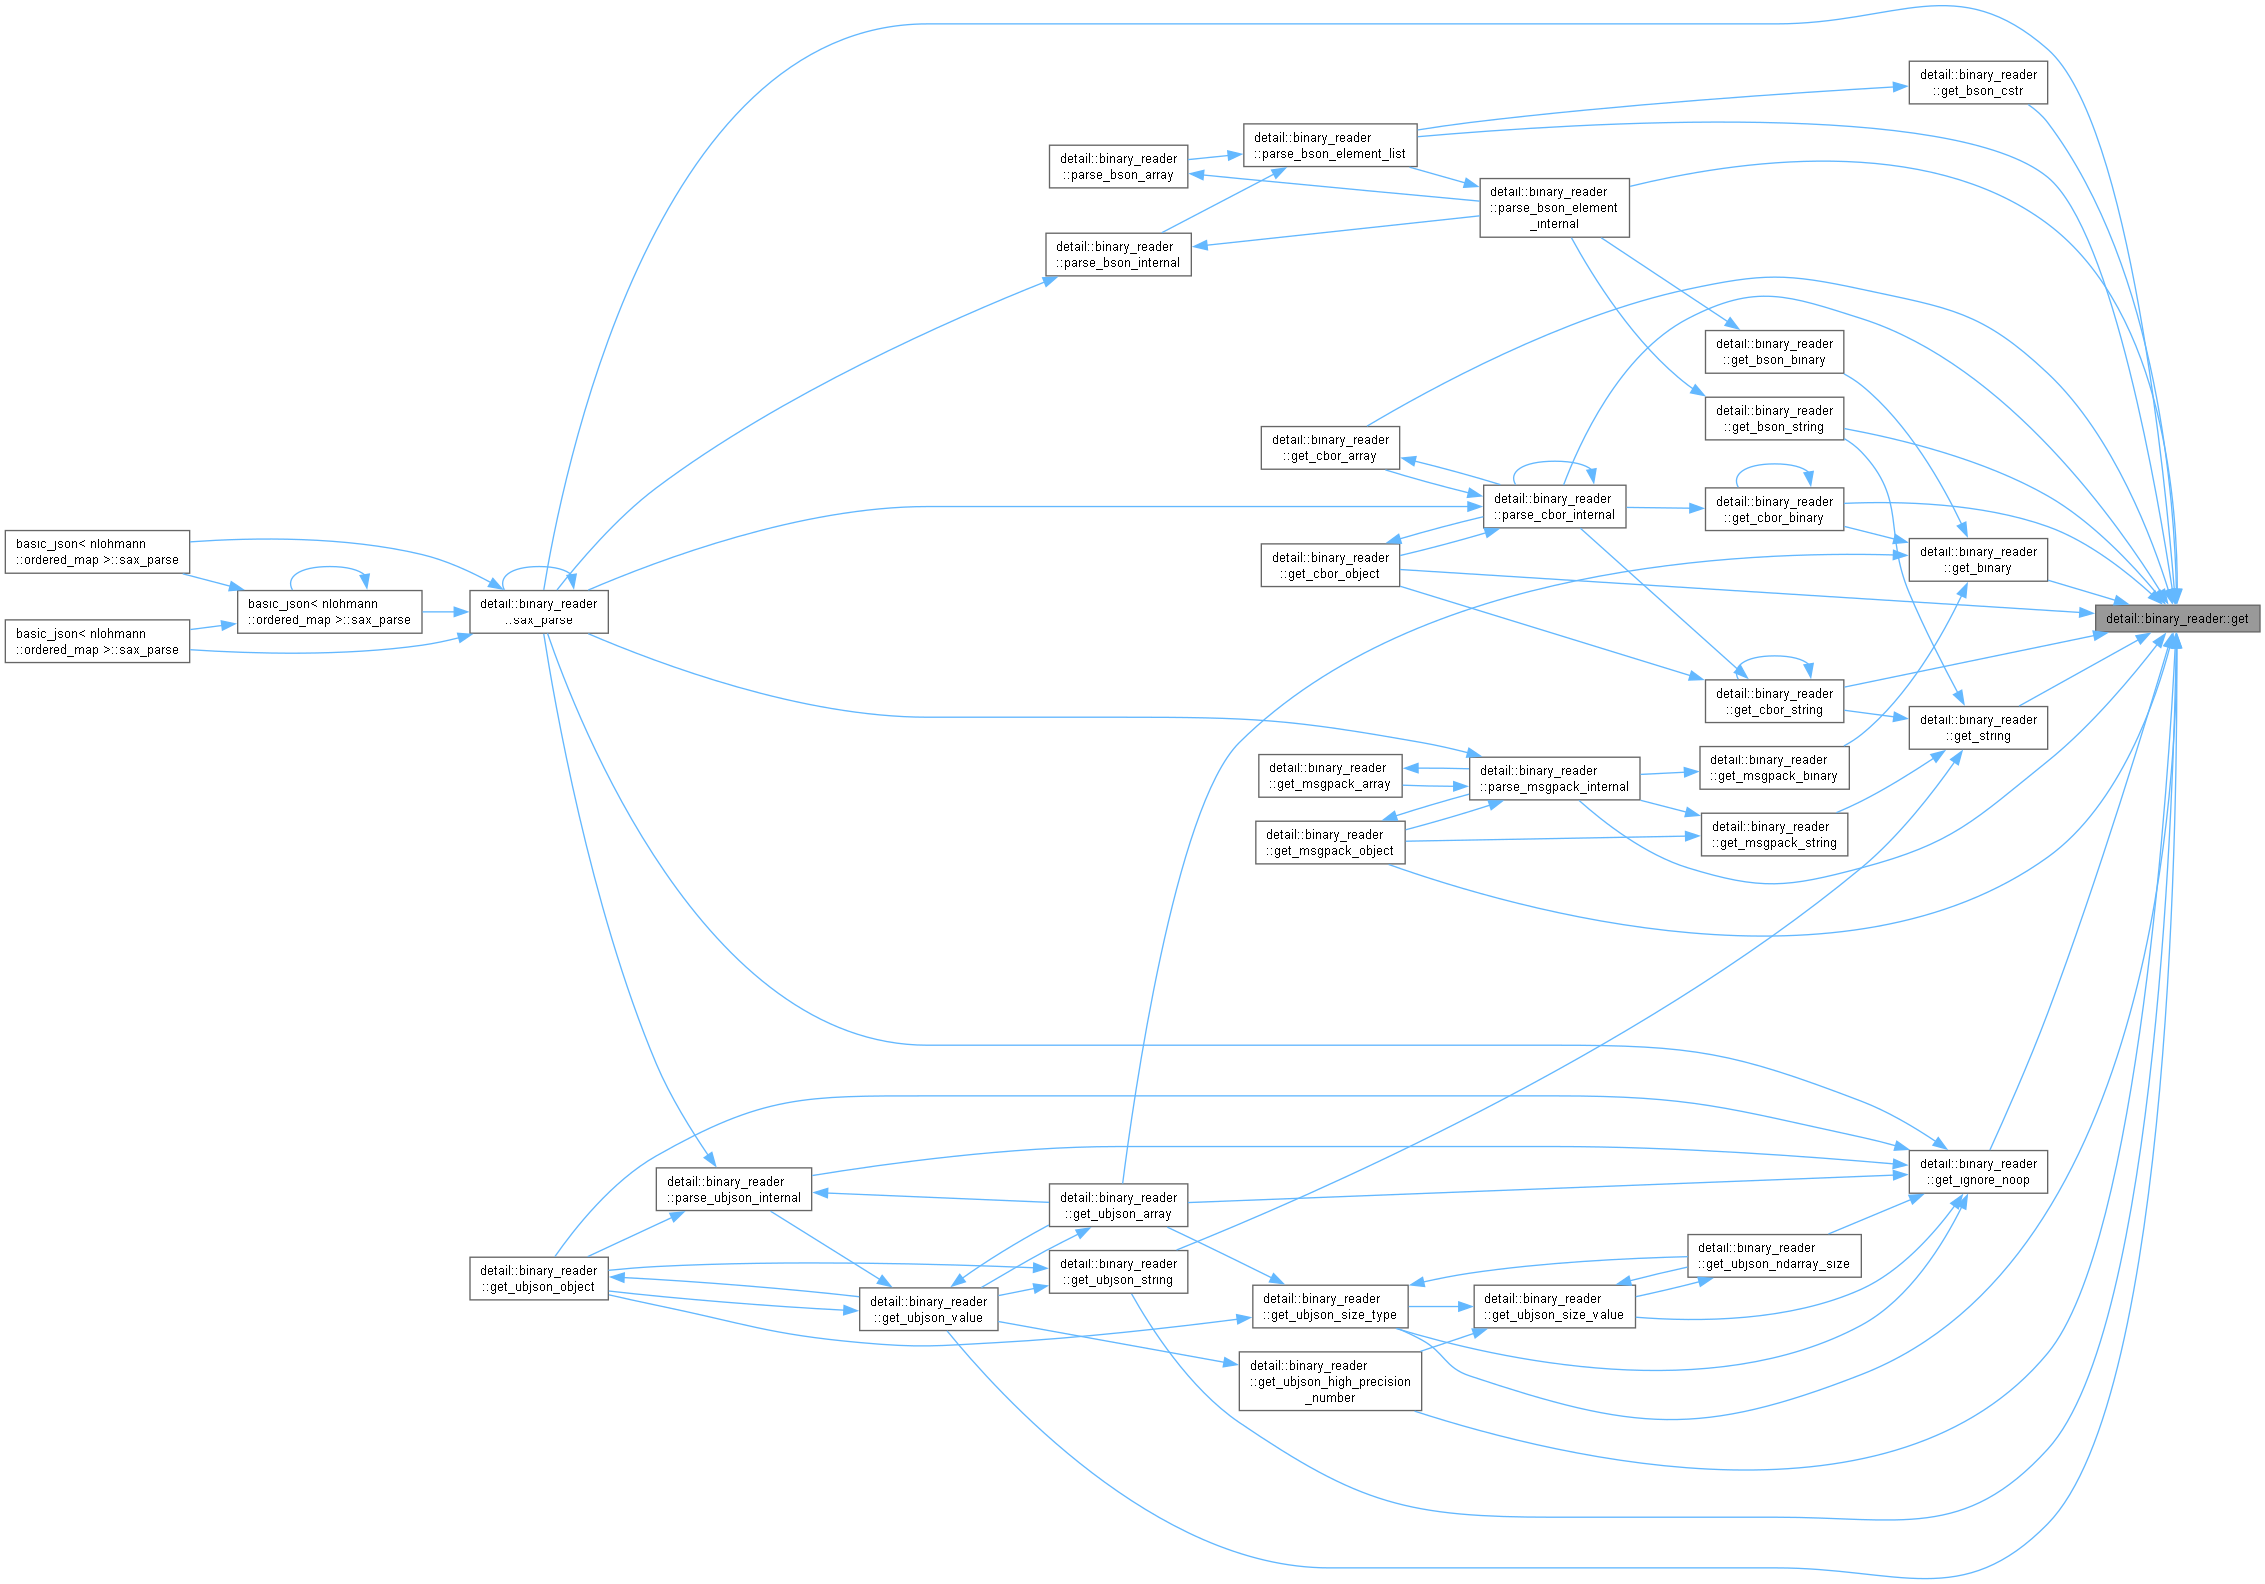 detail::binary_reader
::get_bson_cstr
detail::binary_reader
::parse_bson_element_list
detail::binary_reader
::parse_bson_array
detail::binary_reader
::parse_bson_element
_internal
detail::binary_reader
::parse_bson_internal
detail::binary_reader
::get_bson_binary
detail::binary_reader
::get_bson_string
detail::binary_reader
::get_cbor_array
detail::binary_reader
::parse_cbor_internal
detail::binary_reader
::get_cbor_binary
basic_json< nlohmann
::ordered_map >::sax_parse
detail::binary_reader
::get_binary
detail::binary_reader
::get_cbor_object
basic_json< nlohmann
::ordered_map >::sax_parse
detail::binary_reader
::sax_parse
detail::binary_reader::get
basic_json< nlohmann
::ordered_map >::sax_parse
detail::binary_reader
::get_cbor_string
detail::binary_reader
::get_string
detail::binary_reader
::get_msgpack_binary
detail::binary_reader
::get_msgpack_array
detail::binary_reader
::parse_msgpack_internal
detail::binary_reader
::get_msgpack_string
detail::binary_reader
::get_msgpack_object
detail::binary_reader
::get_ignore_noop
detail::binary_reader
::parse_ubjson_internal
detail::binary_reader
::get_ubjson_array
detail::binary_reader
::get_ubjson_ndarray_size
detail::binary_reader
::get_ubjson_string
detail::binary_reader
::get_ubjson_object
detail::binary_reader
::get_ubjson_value
detail::binary_reader
::get_ubjson_size_type
detail::binary_reader
::get_ubjson_size_value
detail::binary_reader
::get_ubjson_high_precision
_number